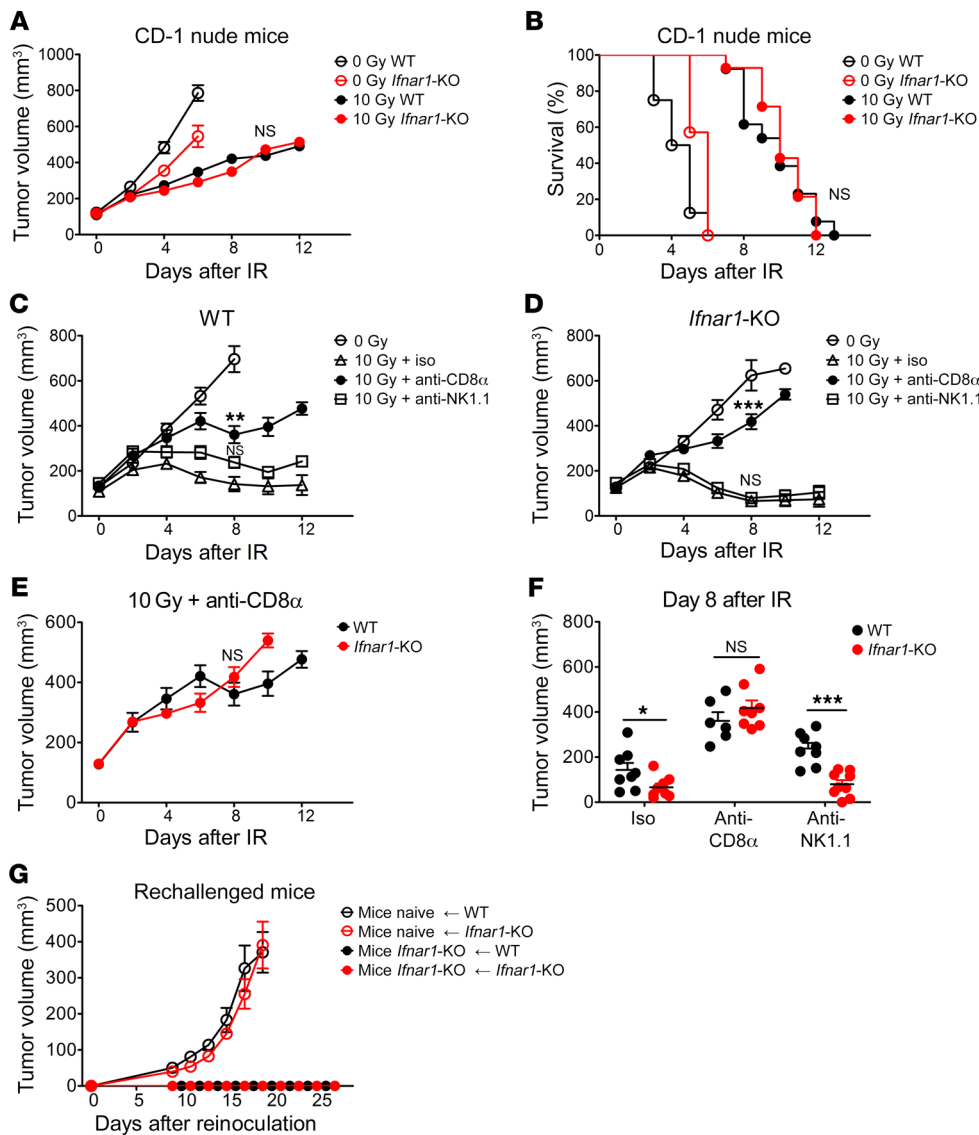 A
CD-1 nude mice
Tumor volume (mm³)
1000
800
600
400
200
0
0
4
8
12
Days after IR
NS
0 Gy WT
0 Gy Ifnar1-KO
10 Gy WT
10 Gy Ifnar1-KO
B
CD-1 nude mice
Survival (%)
100
80
60
40
20
0
0
4
8
12
Days after IR
NS
0 Gy WT
0 Gy Ifnar1-KO
10 Gy WT
10 Gy Ifnar1-KO
C
WT
Tumor volume (mm³)
800
600
400
200
0
0
4
8
12
Days after IR
**
NS
0 Gy
10 Gy + iso
10 Gy + anti-CD8α
10 Gy + anti-NK1.1
D
Ifnar1-KO
Tumor volume (mm³)
800
600
400
200
0
0
4
8
12
Days after IR
***
NS
0 Gy
10 Gy + iso
10 Gy + anti-CD8α
10 Gy + anti-NK1.1
E
10 Gy + anti-CD8α
Tumor volume (mm³)
600
400
200
0
0
4
8
12
Days after IR
NS
WT
Ifnar1-KO
F
Day 8 after IR
Tumor volume (mm³)
800
600
400
200
0
*
NS
***
Iso
Anti-
CD8α
Anti-
NK1.1
WT
Ifnar1-KO
G
Rechallenged mice
Tumor volume (mm³)
500
400
300
200
100
0
0
5
10
15
20
25
Days after reinoculation
Mice naive ← WT
Mice naive ← Ifnar1-KO
Mice Ifnar1-KO ← WT
Mice Ifnar1-KO ← Ifnar1-KO